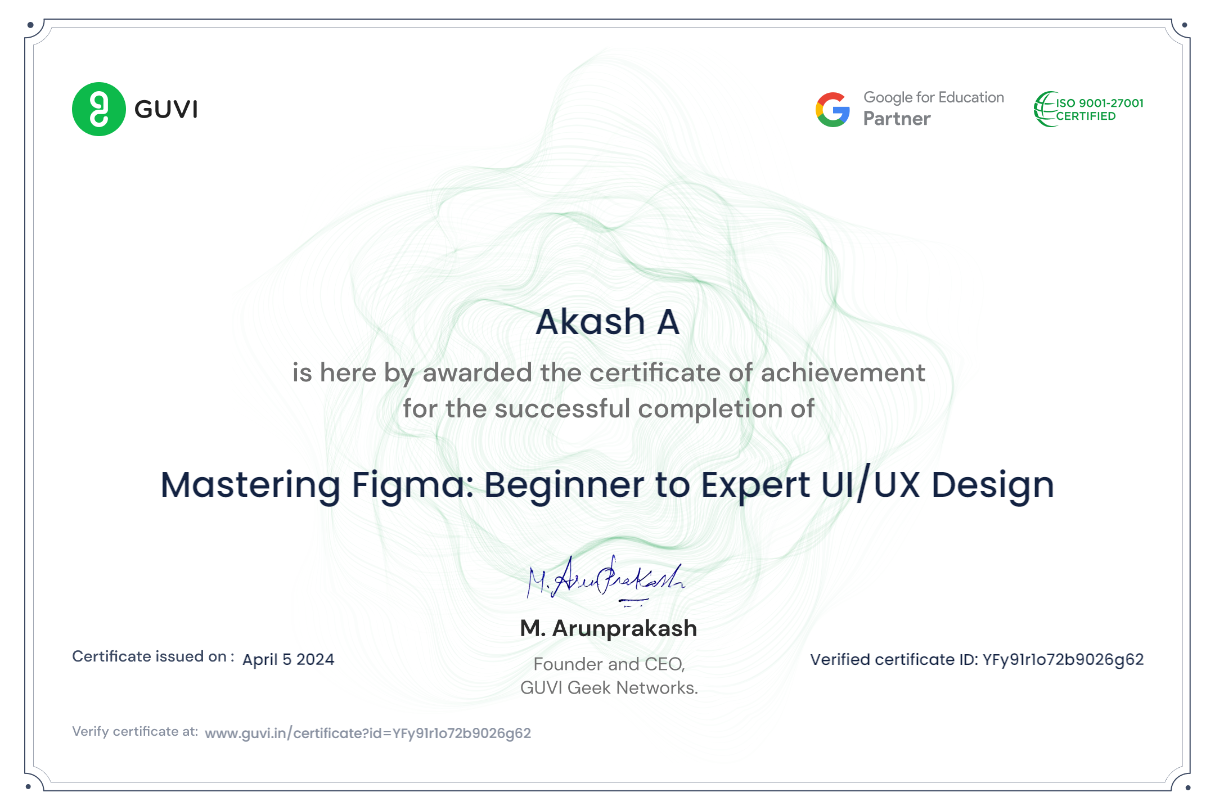 GUVI
Google for Education
Partner
ISO 9001-27001
CERTIFIED
Akash A
is here by awarded the certificate of achievement
for the successful completion of
Mastering Figma: Beginner to Expert UI/UX Design
M. ArunPrakash
M. Arunprakash
Founder and CEO,
GUVI Geek Networks.
Certificate issued on : April 5 2024
Verified certificate ID: YFy91r1o72b9026g62
Verify certificate at: www.guvi.in/certificate?id=YFy91r1o72b9026g62